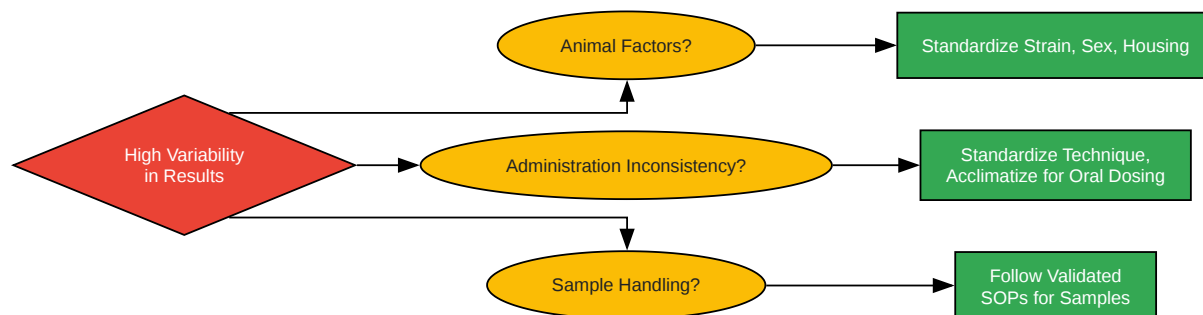 Animal Factors?
Standardize Strain, Sex, Housing
High Variability
in Results
Administration Inconsistency?
Standardize Technique,
Acclimatize for Oral Dosing
Sample Handling?
Follow Validated
SOPs for Samples